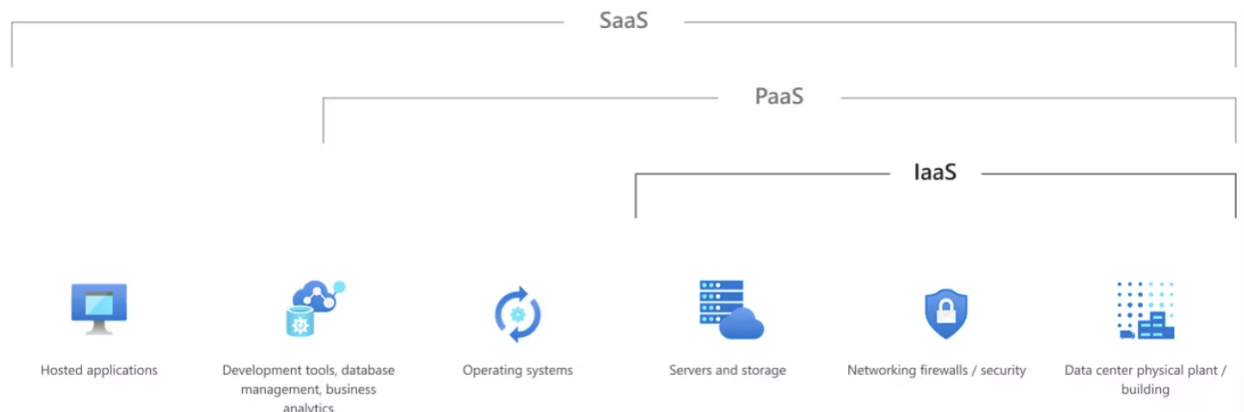 SaaS
PaaS
IaaS
Hosted applications
Development tools, database
management, business
analytics
Operating systems
Servers and storage
Networking firewalls / security
Data center physical plant /
building